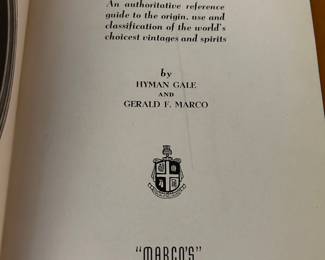 An authoritative reference
guide to the origin, use and
classification of the world's
choicest vintages and spirits
by
HYMAN GALE
AND
GERALD F. MARCO
"MARCO'S"